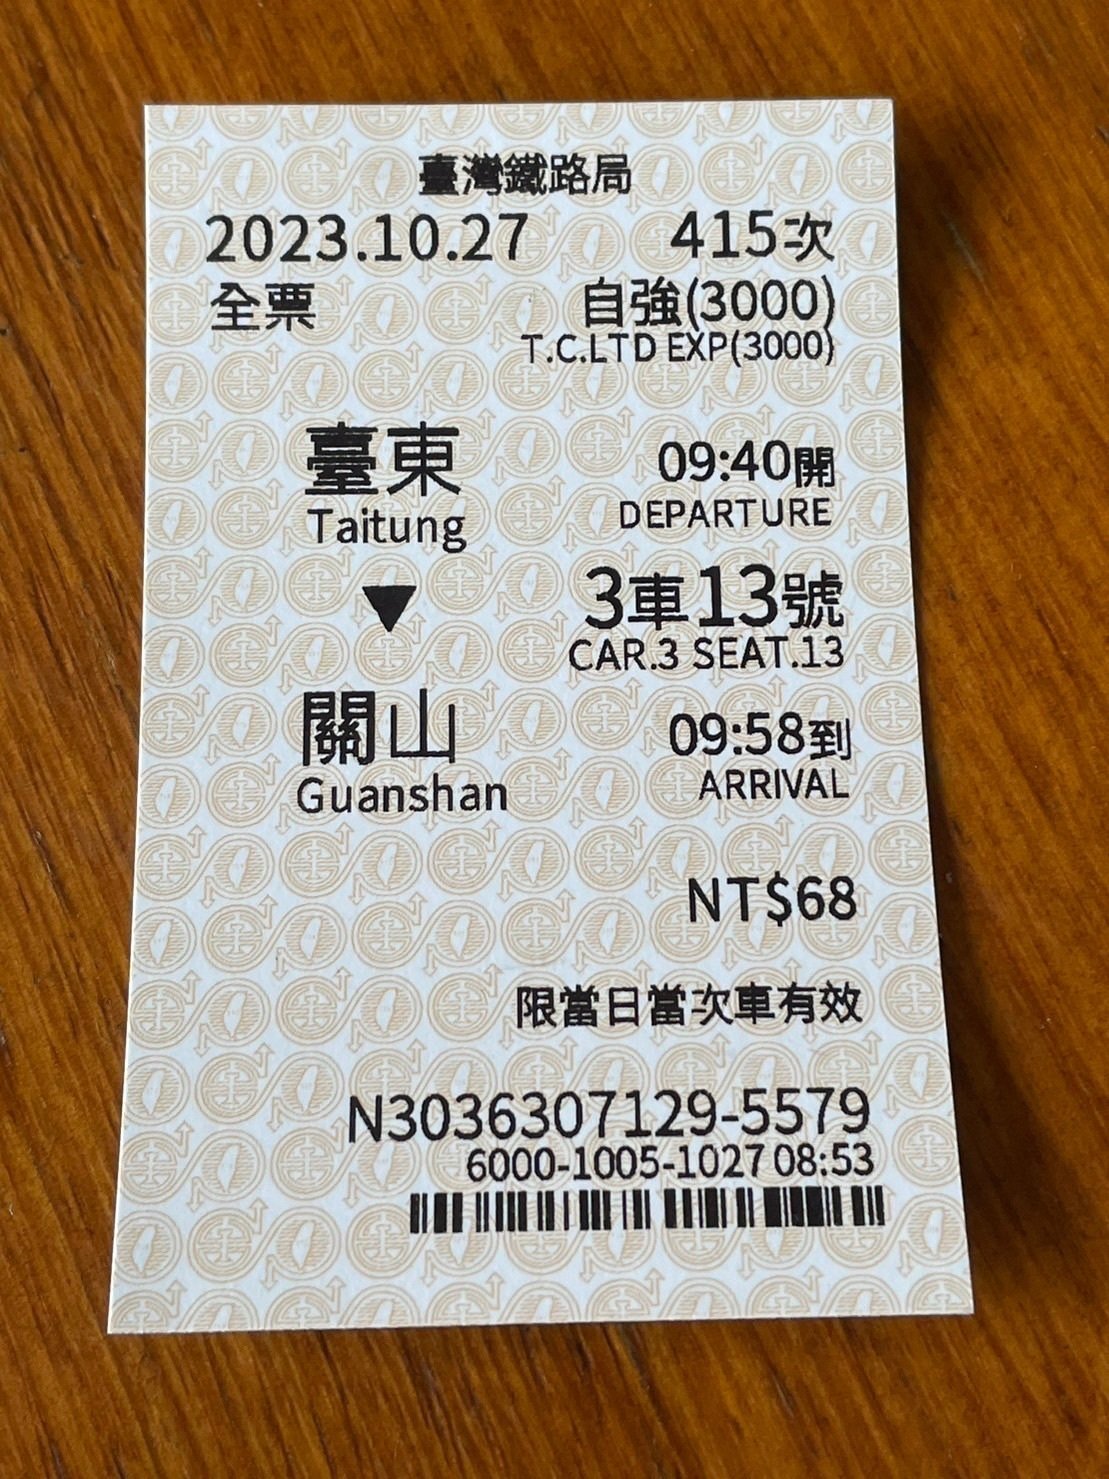 臺灣鐵路局
2023.10.27 415次
全票 自強(3000)
T.C.LTD EXP(3000)
臺東 09:40開
Taitung DEPARTURE
▼ 3車13號
CAR.3 SEAT.13
關山 09:58到
Guanshan ARRIVAL
NT$68
限當日當次車有效
N3036307129-5579
6000-1005-1027 08:53